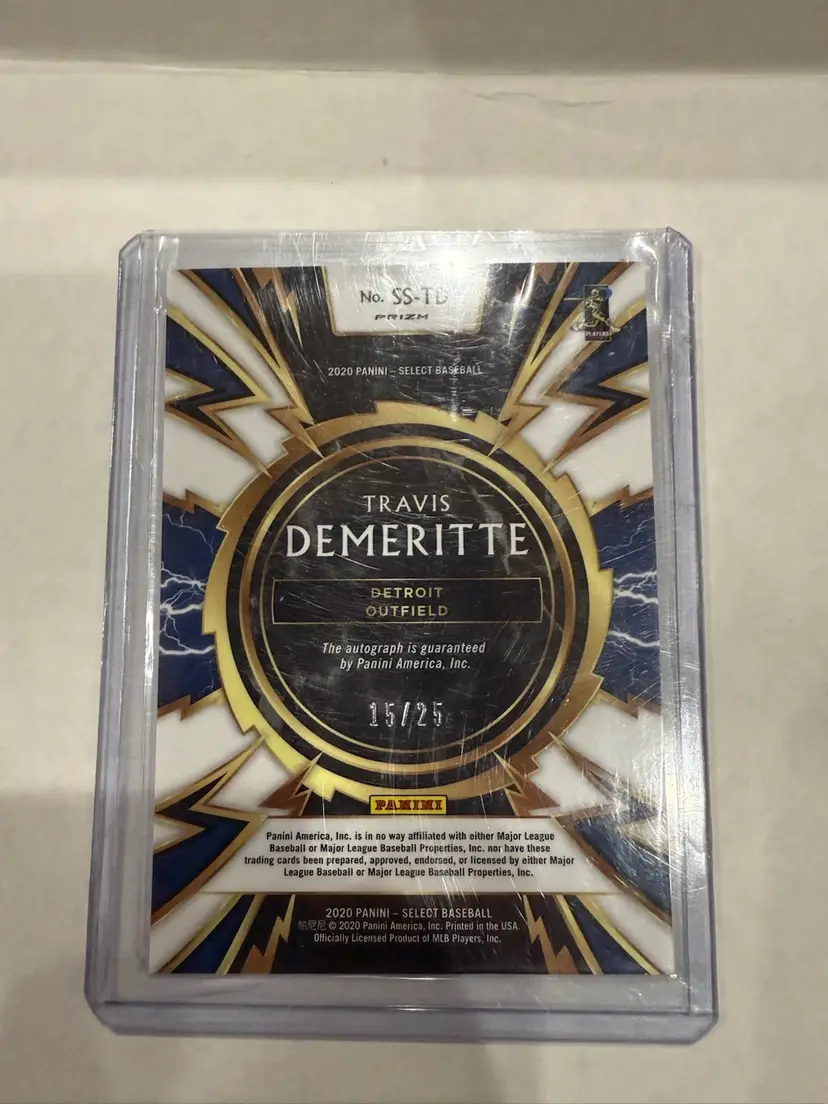 No. SS-TD
PRIZM
PLAYERS
2020 PANINI – SELECT BASEBALL
TRAVIS
DEMERITTE
DETROIT
OUTFIELD
The autograph is guaranteed
by Panini America, Inc.
15/25
PANINI
Panini America, Inc. is in no way affiliated with either Major League
Baseball or Major League Baseball Properties, Inc. nor have these
trading cards been prepared, approved, endorsed, or licensed by either Major
League Baseball or Major League Baseball Properties, Inc.
2020 PANINI – SELECT BASEBALL
帕尼尼 © 2020 Panini America, Inc. Printed in the USA.
Officially Licensed Product of MLB Players, Inc.